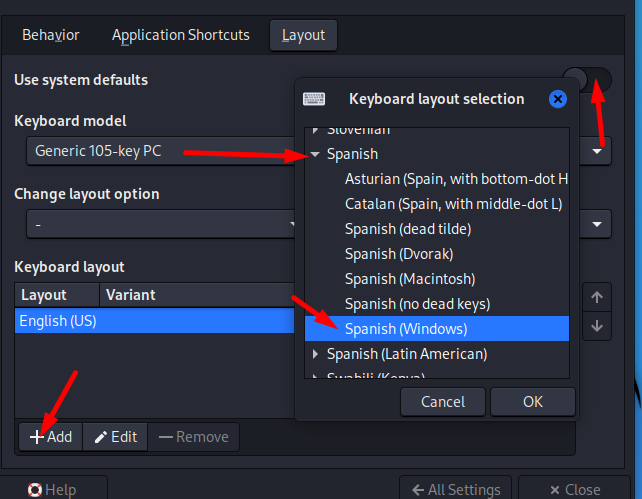 Behavior
Application Shortcuts
Layout
Use system defaults
Keyboard model
Generic 105-key PC
Change layout option
-
Keyboard layout
Layout
Variant
English (US)
Add
Edit
Remove
Keyboard layout selection
Slovenian
Spanish
Asturian (Spain, with bottom-dot H
Catalan (Spain, with middle-dot L)
Spanish (dead tilde)
Spanish (Dvorak)
Spanish (Macintosh)
Spanish (no dead keys)
Spanish (Windows)
Spanish (Latin American)
Swahili (Kenya)
Cancel
OK
Help
All Settings
Close